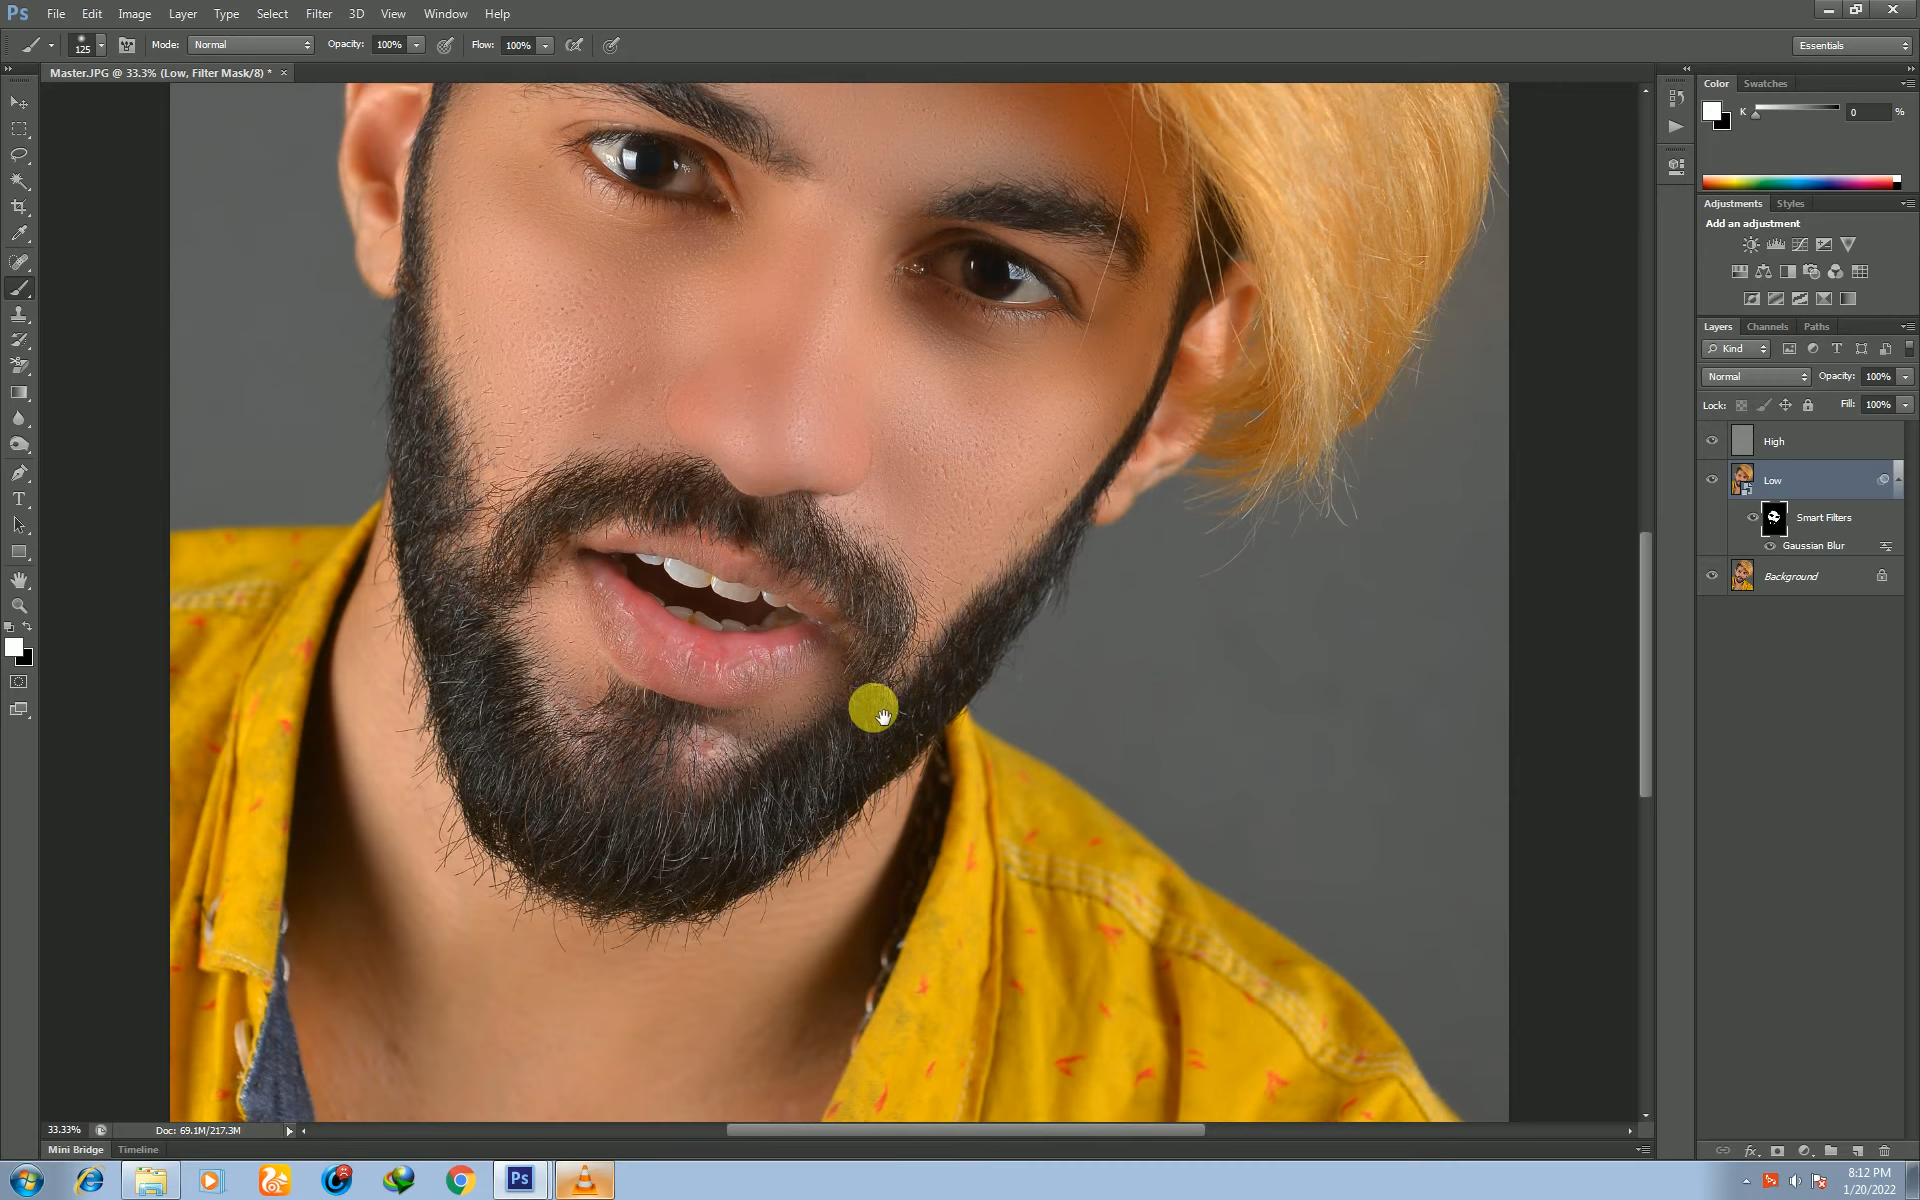 Ps File Edit Image Layer Type Select Filter 3D View Window Help
125 Mode: Normal Opacity: 100% Flow: 100% Essentials
Master.JPG @ 33.3% (Low, Filter Mask/8) * ×
Color Swatches
K 0 %
Adjustments Styles
Add an adjustment
Layers Channels Paths
Kind
Normal Opacity: 100%
Lock: Fill: 100%
High
Low
Smart Filters
Gaussian Blur
Background
33.33% Doc: 69.1M/217.3M
Mini Bridge Timeline
Ps
8:12 PM
1/20/2022